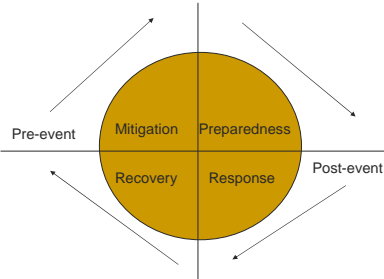 Mitigation
Preparedness
Pre-event
Recovery
Response
Post-event